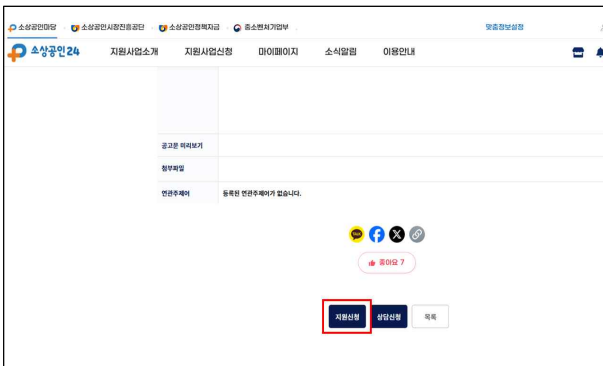 소상공인마당 소상공인시장진흥공단 소상공인정책자금 중소벤처기업부 맞춤정보설정
소상공인24 지원사업소개 지원사업신청 마이페이지 소식알림 이용안내
공고문 미리보기
첨부파일
연관주제어 등록된 연관주제어가 없습니다.
좋아요 7
지원신청 상담신청 목록